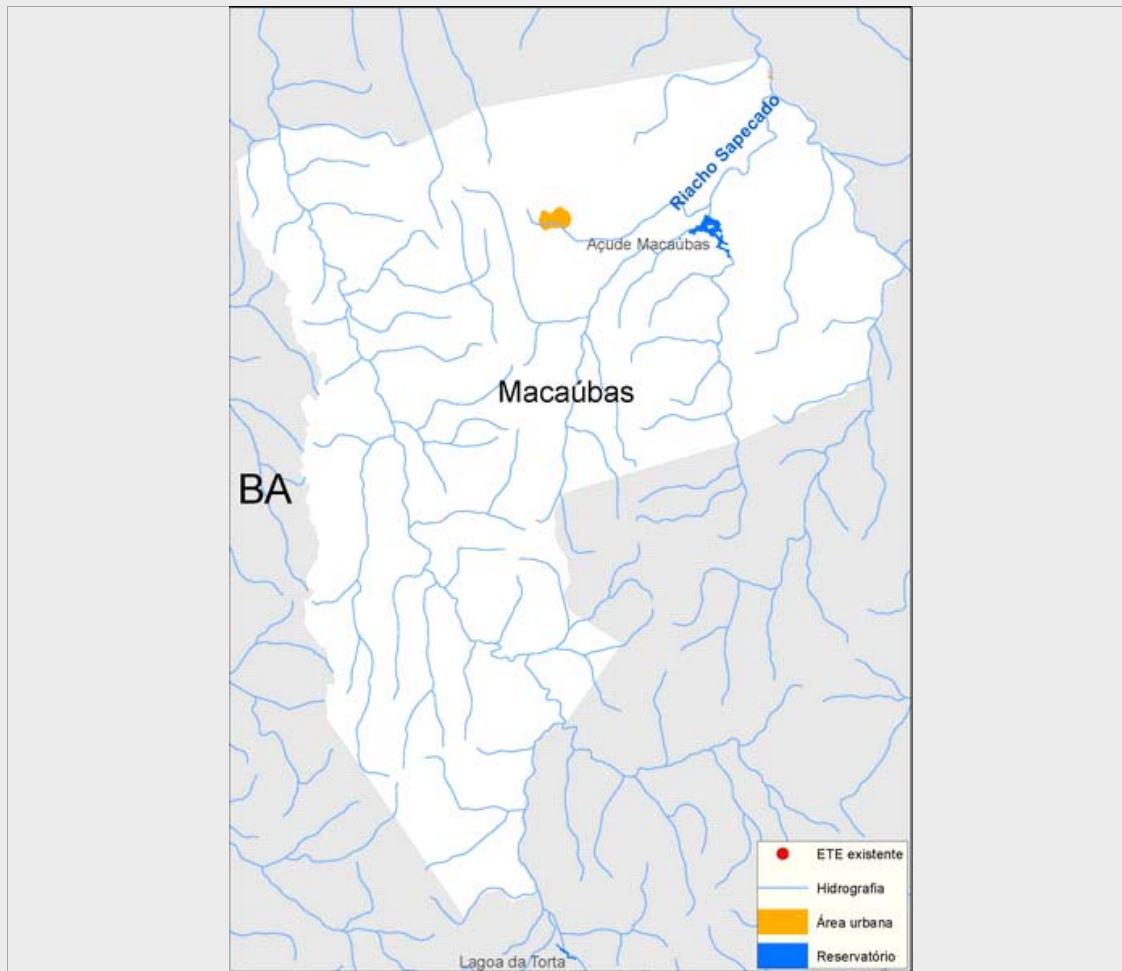 Riacho Sapecado
Açude Macaúbas
Macaúbas
BA
ETE existente
Hidrografia
Área urbana
Reservatório
Lagoa da Torta